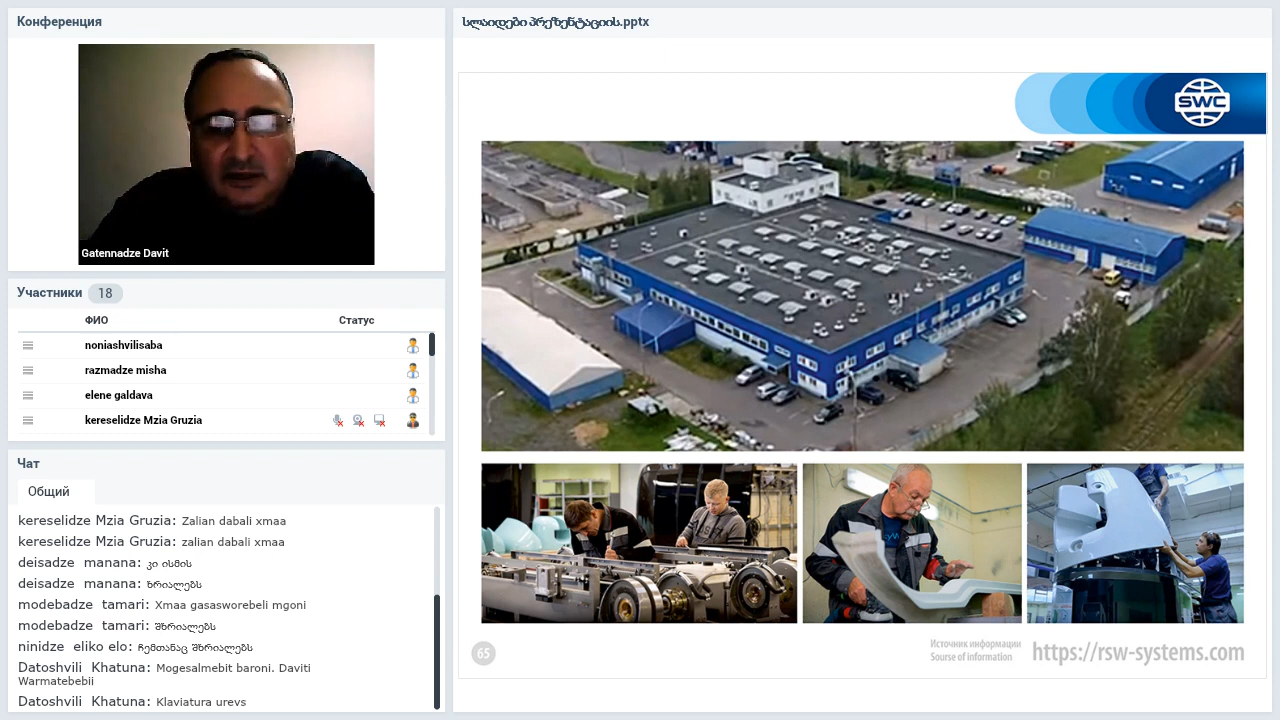 Конференция
Gatennadze Davit
Участники 18
ФИО Статус
noniashvilisaba
razmadze misha
elene galdava
kereselidze Mzia Gruzia
Чат
Общий
kereselidze Mzia Gruzia: Zalian dabali xmaa
kereselidze Mzia Gruzia: zalian dabali xmaa
deisadze manana: კი ისმის
deisadze manana: ხრიალებს
modebadze tamari: Xmaa gasasworebeli mgoni
modebadze tamari: შხრიალებს
ninidze eliko elo: ჩემთანაც შხრიალებს
Datoshvili Khatuna: Mogesalmebit baroni. Daviti
Warmatebebii
Datoshvili Khatuna: Klaviatura urevs
სლაიდები პრეზენტაციის.pptx
SWC
65
Источник информации
Sourse of information
https://rsw-systems.com